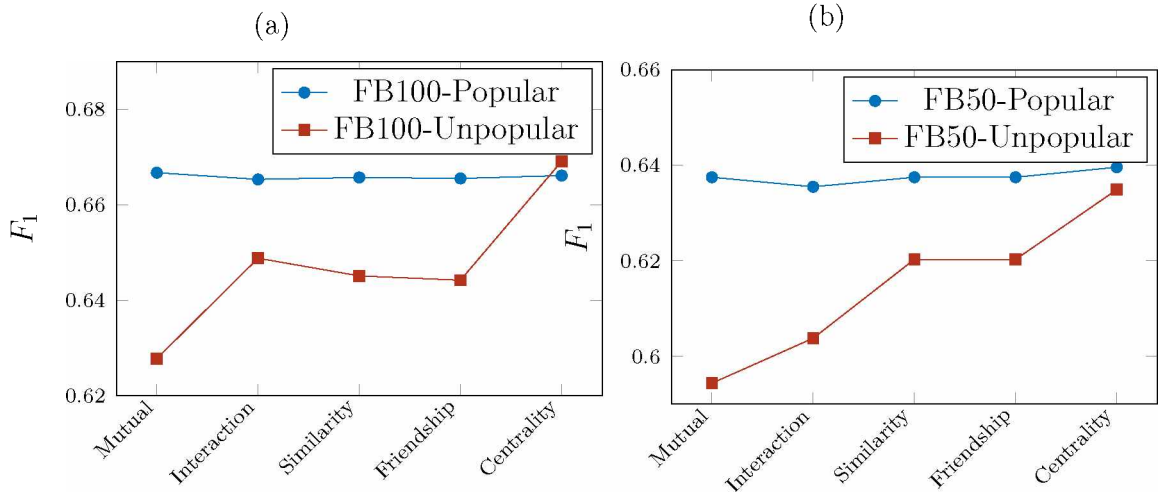 (a)
FB100-Popular
FB100-Unpopular
0.68
0.66
0.64
0.62
F1
Mutual
Interaction
Similarity
Friendship
Centrality
(b)
FB50-Popular
FB50-Unpopular
0.66
0.64
0.62
0.6
F1
Mutual
Interaction
Similarity
Friendship
Centrality